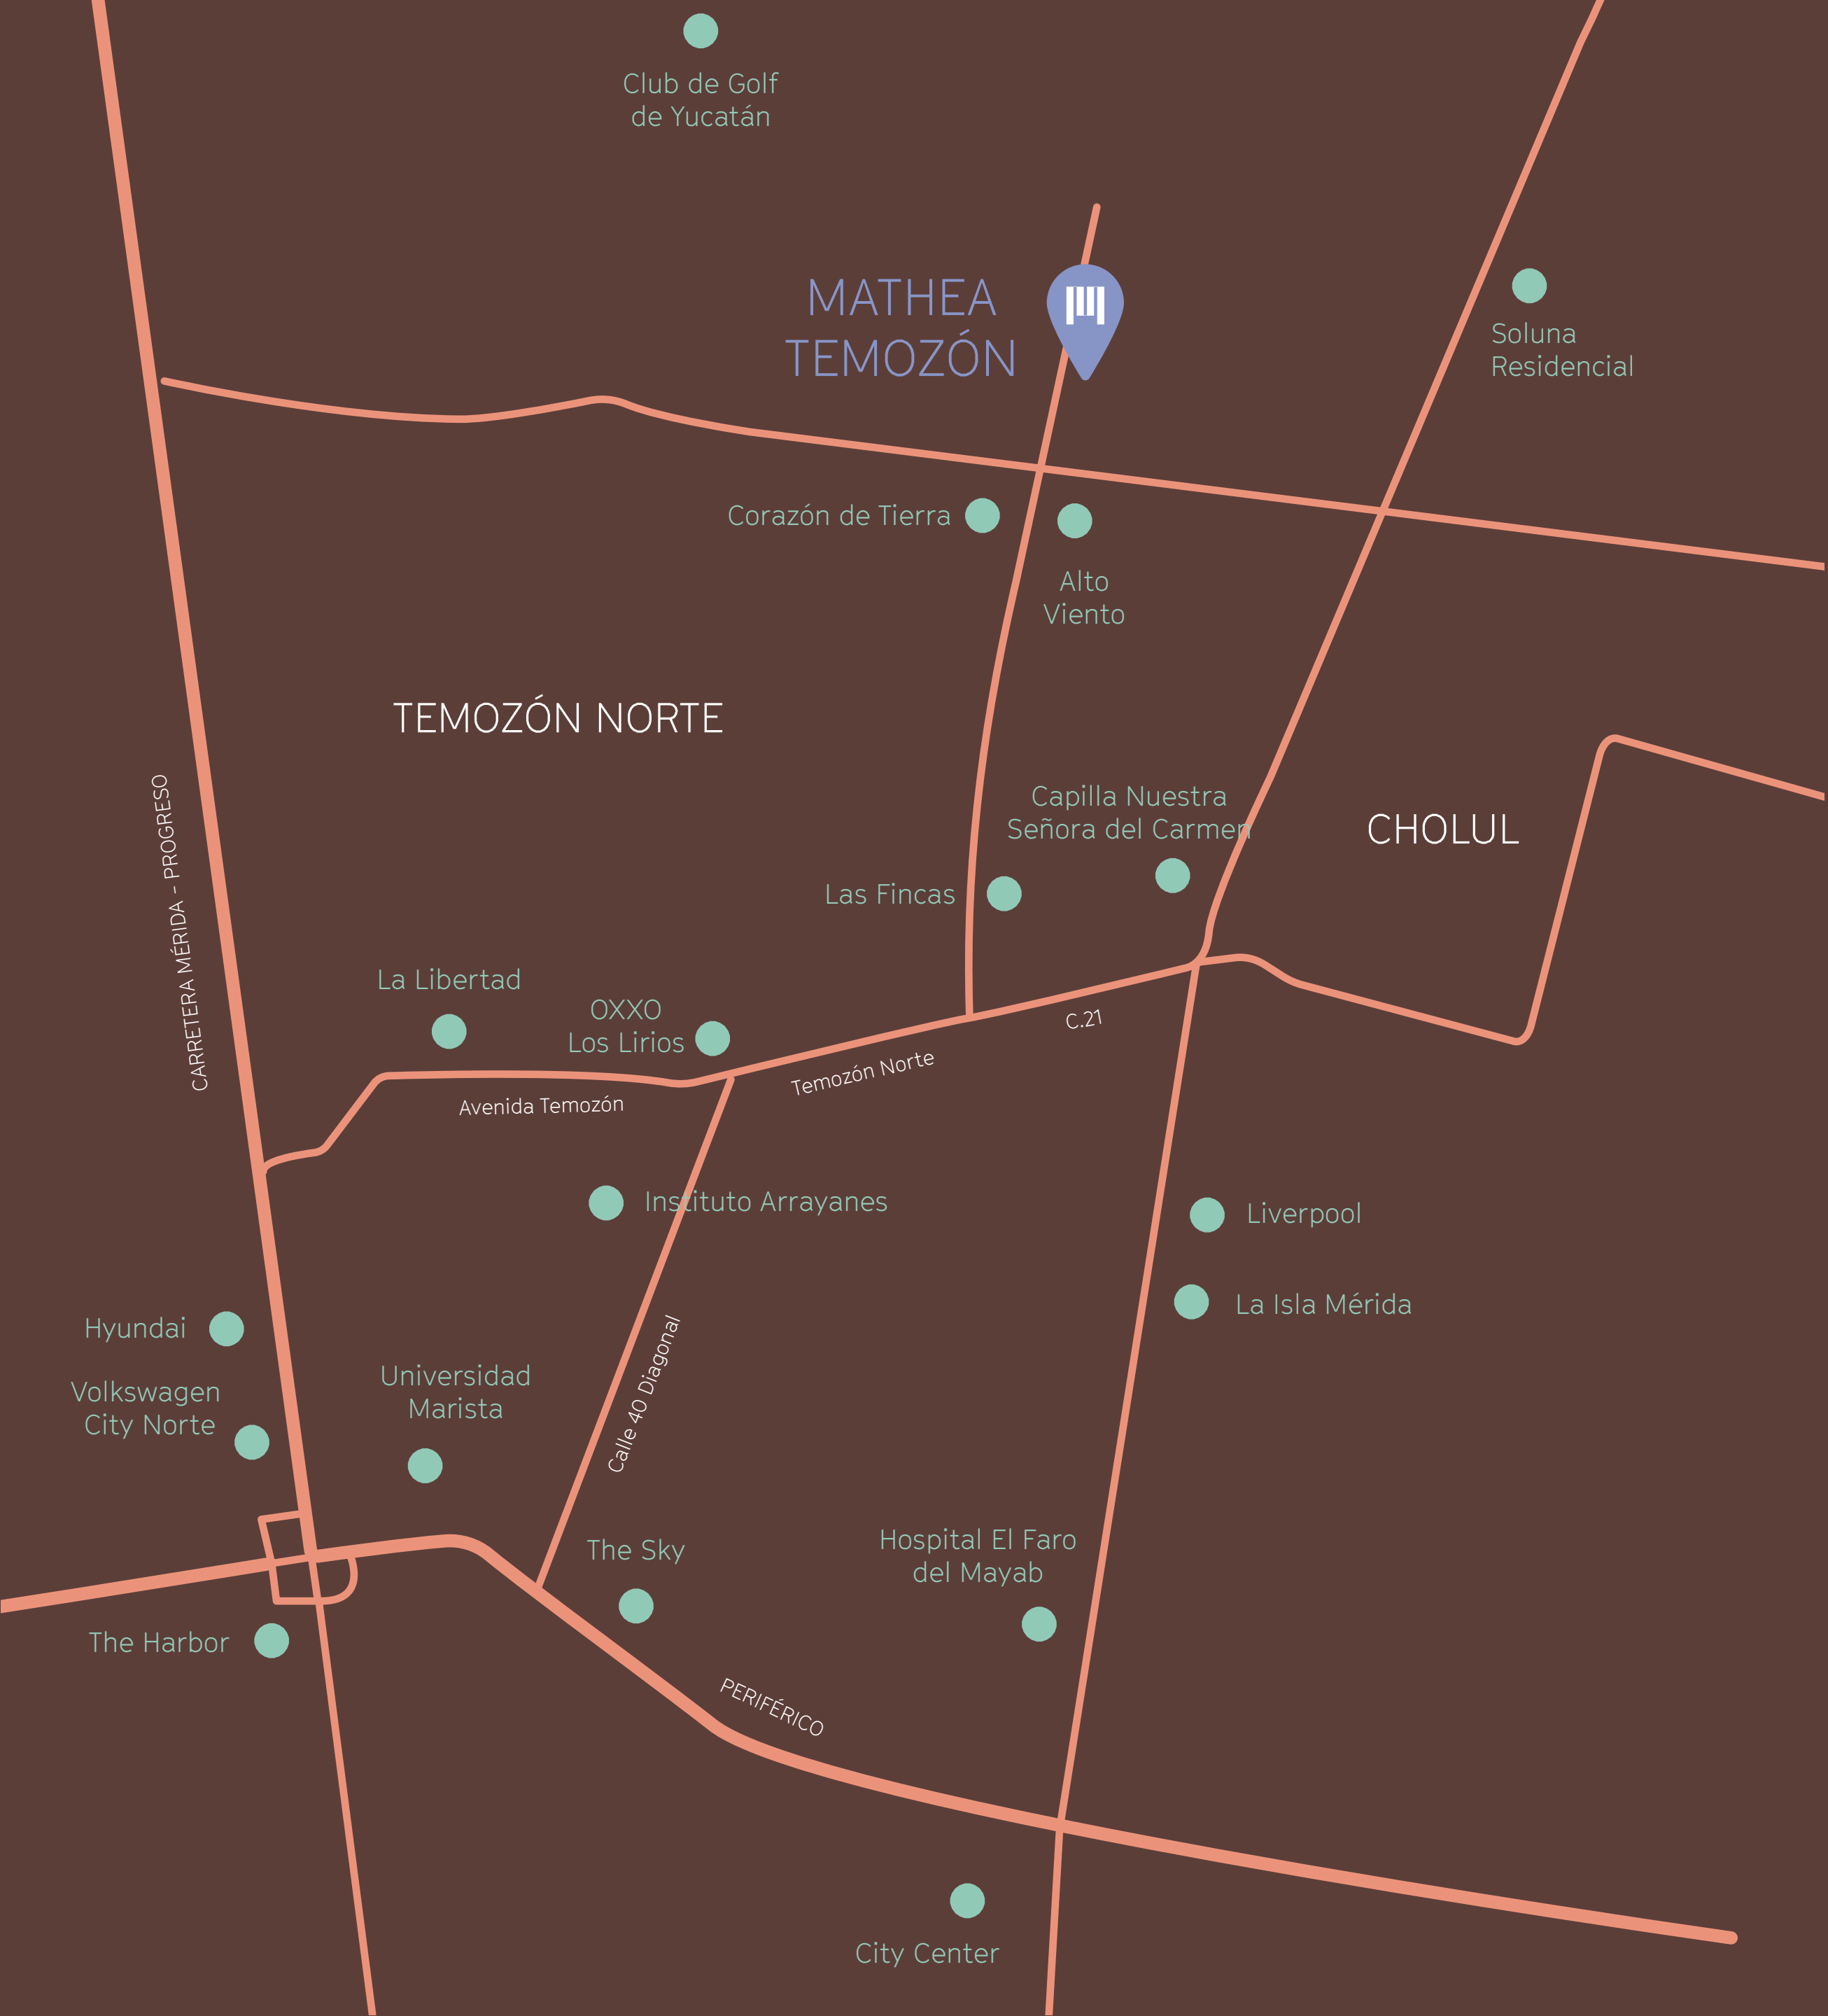 Club de Golf
de Yucatán
MATHEA
TEMOZÓN
Soluna
Residencial
Corazón de Tierra
Alto
Viento
TEMOZÓN NORTE
CARRETERA MÉRIDA - PROGRESO
Capilla Nuestra
Señora del Carmen
CHOLUL
Las Fincas
La Libertad
OXXO
Los Lirios
C.21
Temozón Norte
Avenida Temozón
Instituto Arrayanes
Liverpool
La Isla Mérida
Hyundai
Volkswagen
City Norte
Universidad
Marista
Calle 40 Diagonal
The Sky
Hospital El Faro
del Mayab
The Harbor
PERIFÉRICO
City Center